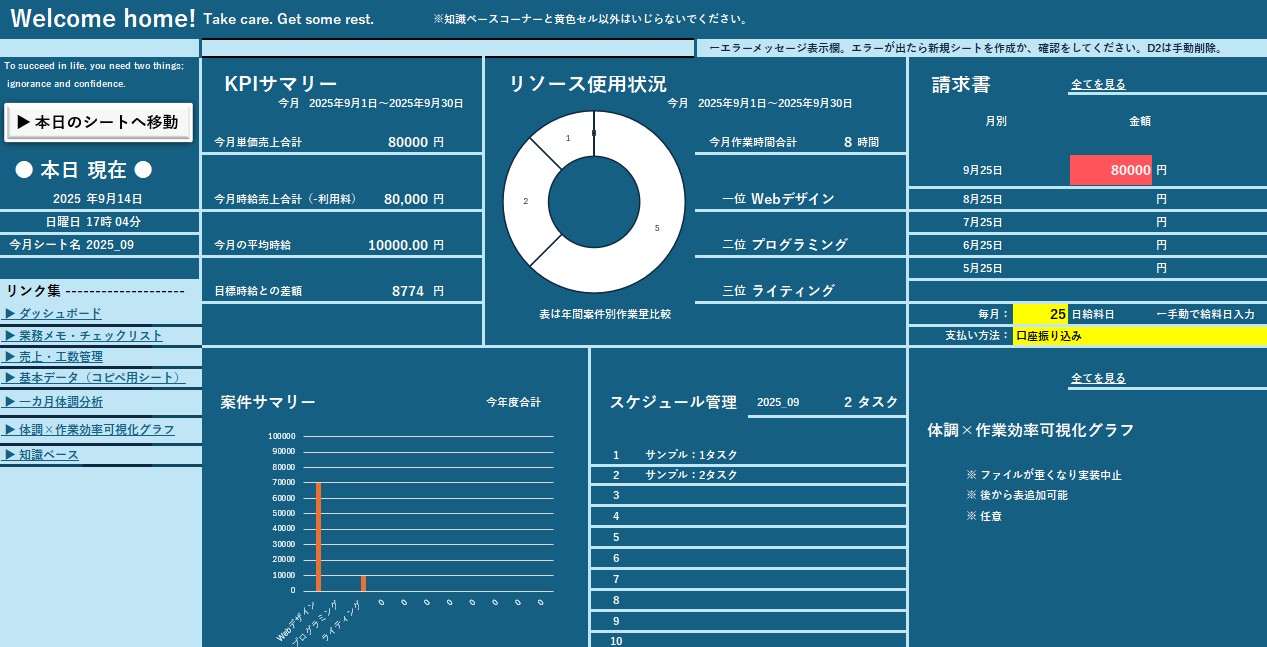 Welcome home! Take care. Get some rest. ※知識ベースコーナーと黄色セル以外はいじらないでください。
←エラーメッセージ表示欄。エラーが出たら新規シートを作成か、確認をしてください。D2は手動削除。
To succeed in life, you need two things;
ignorance and confidence.
▶本日のシートへ移動
● 本日 現在 ●
2025 年9月14日
日曜日 17時 04分
今月シート名 2025_09
リンク集 --------------------
▶ ダッシュボード
▶ 業務メモ・チェックリスト
▶ 売上・工数管理
▶ 基本データ（コピペ用シート）
▶ 一カ月体調分析
▶ 体調×作業効率可視化グラフ
▶ 知識ベース
KPIサマリー
今月 2025年9月1日～2025年9月30日
今月単価売上合計 80000 円
今月時給売上合計（-利用料） 80,000 円
今月の平均時給 10000.00 円
目標時給との差額 8774 円
リソース使用状況
今月 2025年9月1日～2025年9月30日
1
2
5
表は年間案件別作業量比較
今月作業時間合計 8 時間
一位 Webデザイン
二位 プログラミング
三位 ライティング
請求書 全てを見る
月別 金額
9月25日 80000 円
8月25日 円
7月25日 円
6月25日 円
5月25日 円
毎月： 25 日給料日 ←手動で給料日入力
支払い方法： 口座振り込み
案件サマリー 今年度合計
100000
90000
80000
70000
60000
50000
40000
30000
20000
10000
0
Webデザイン プログラミング ライティング 0 0 0 0 0 0 0 0
スケジュール管理 2025_09 2 タスク
1 サンプル：1タスク
2 サンプル：2タスク
3
4
5
6
7
8
9
10
全てを見る
体調×作業効率可視化グラフ
※ ファイルが重くなり実装中止
※ 後から表追加可能
※ 任意